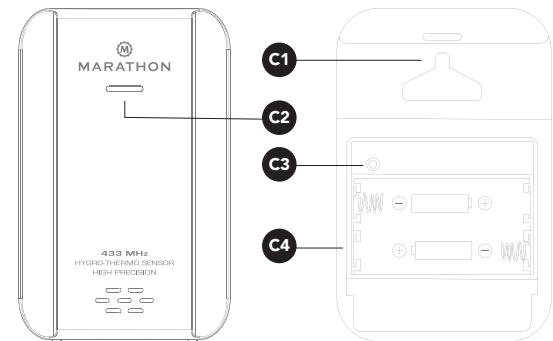 M
MARATHON
C1
C2
C3
C4
433 MHz
HYGRO-THERMO SENSOR
HIGH PRECISION